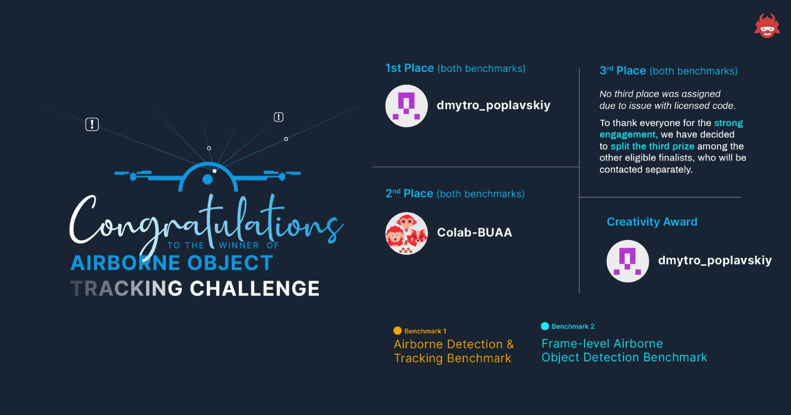 Congratulations
TO THE WINNER OF
AIRBORNE OBJECT
TRACKING CHALLENGE
1st Place (both benchmarks)
dmytro_poplavskiy
2nd Place (both benchmarks)
Colab-BUAA
3rd Place (both benchmarks)
No third place was assigned
due to issue with licensed code.
To thank everyone for the strong
engagement, we have decided
to split the third prize among the
other eligible finalists, who will be
contacted separately.
Creativity Award
dmytro_poplavskiy
Benchmark 1
Airborne Detection &
Tracking Benchmark
Benchmark 2
Frame-level Airborne
Object Detection Benchmark